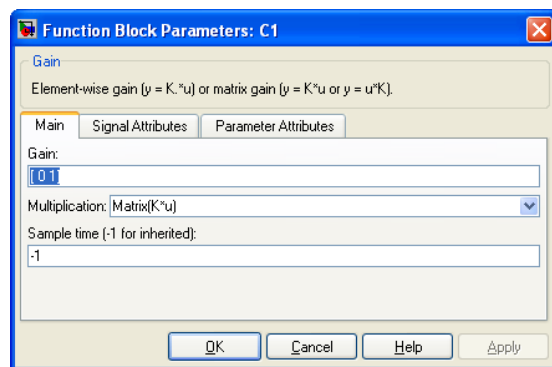 Function Block Parameters: C1
Gain
Element-wise gain (y = K.*u) or matrix gain (y = K*u or y = u*K).
Main Signal Attributes Parameter Attributes
Gain:
[ 0 1]
Multiplication: Matrix(K*u)
Sample time (-1 for inherited):
-1
OK Cancel Help Apply